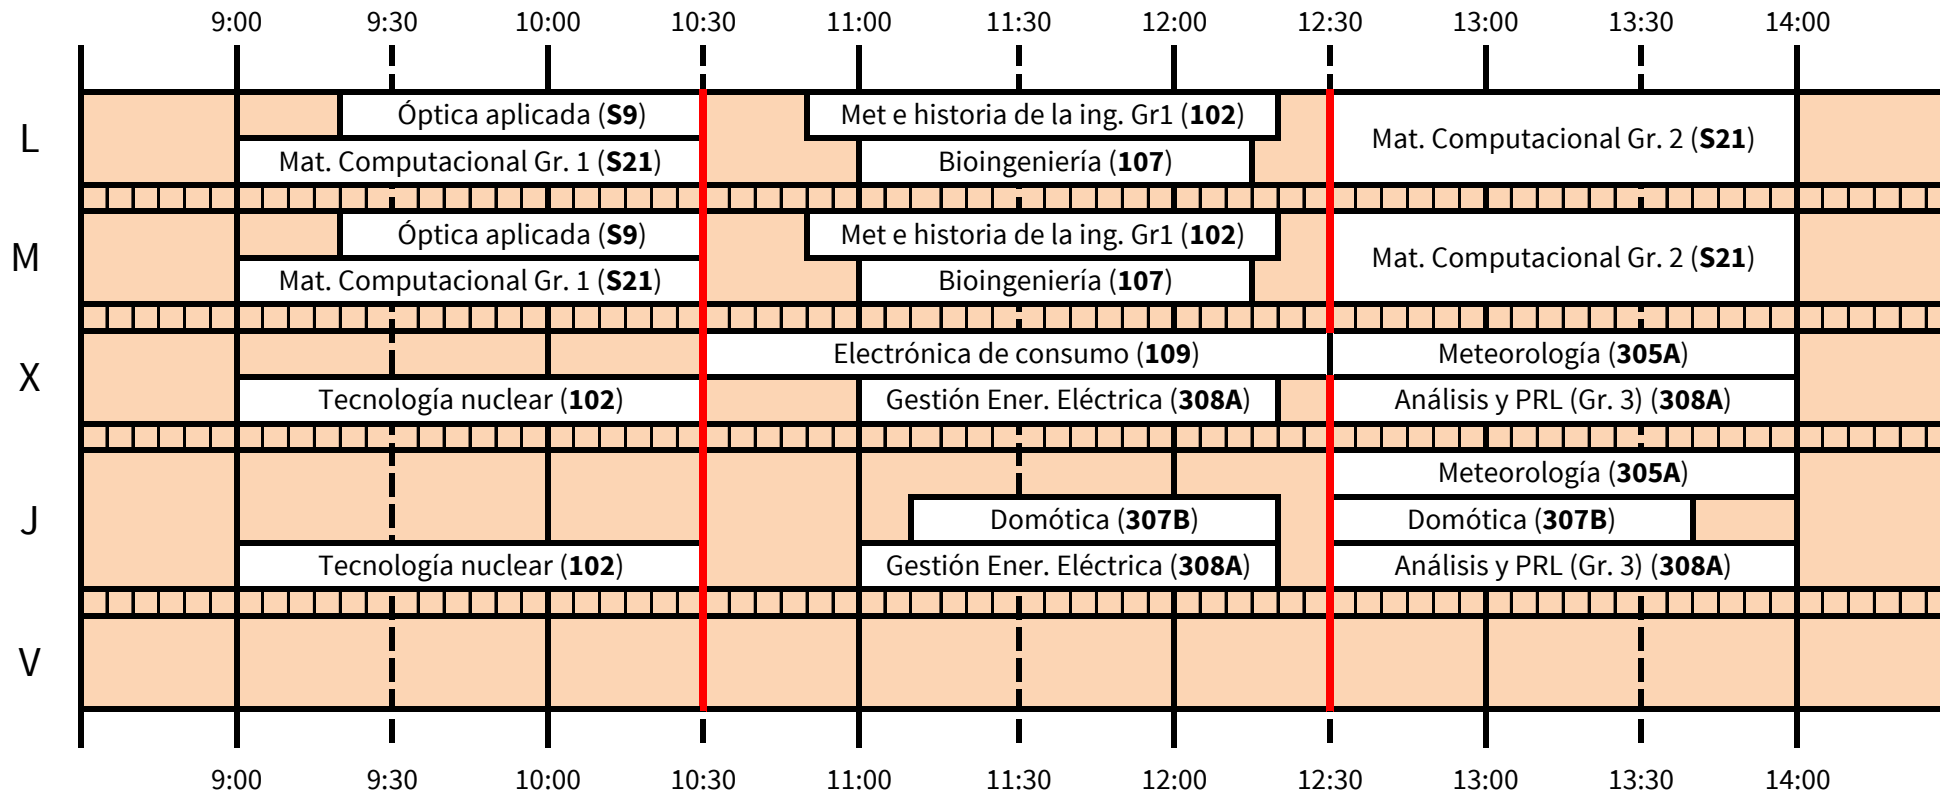 9:00 9:30 10:00 10:30 11:00 11:30 12:00 12:30 13:00 13:30 14:00
L
Óptica aplicada (S9) Met e historia de la ing. Gr1 (102) Mat. Computacional Gr. 2 (S21)
Mat. Computacional Gr. 1 (S21) Bioingeniería (107)
M
Óptica aplicada (S9) Met e historia de la ing. Gr1 (102) Mat. Computacional Gr. 2 (S21)
Mat. Computacional Gr. 1 (S21) Bioingeniería (107)
X
Electrónica de consumo (109) Meteorología (305A)
Tecnología nuclear (102) Gestión Ener. Eléctrica (308A) Análisis y PRL (Gr. 3) (308A)
J
Meteorología (305A)
Domótica (307B) Domótica (307B)
Tecnología nuclear (102) Gestión Ener. Eléctrica (308A) Análisis y PRL (Gr. 3) (308A)
V
9:00 9:30 10:00 10:30 11:00 11:30 12:00 12:30 13:00 13:30 14:00